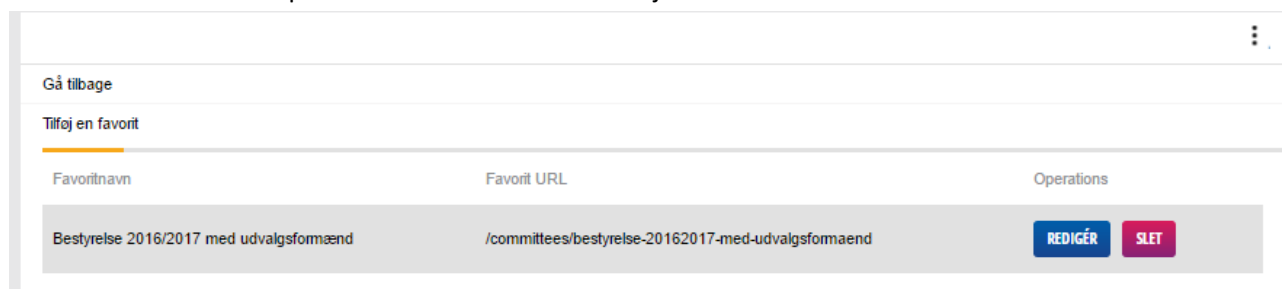 Gå tilbage
Tilføj en favorit
Favoritnavn Favorit URL Operations
Bestyrelse 2016/2017 med udvalgsformænd /committees/bestyrelse-20162017-med-udvalgsformaend REDIGÉR SLET